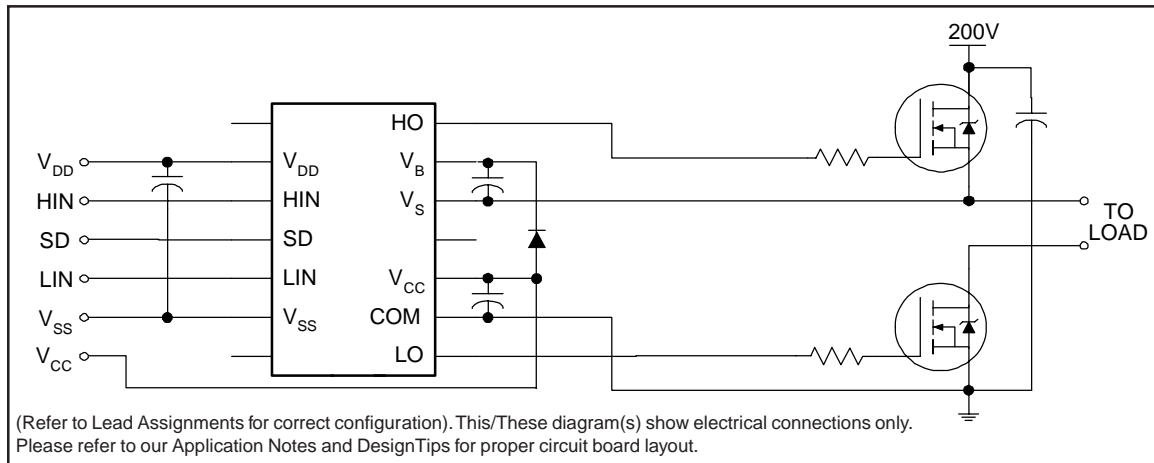 200V
HO
V_DD
V_DD
V_B
HIN
HIN
V_S
TO
LOAD
SD
SD
LIN
LIN
V_CC
V_SS
V_SS
COM
V_CC
LO
(Refer to Lead Assignments for correct configuration). This/These diagram(s) show electrical connections only.
Please refer to our Application Notes and DesignTips for proper circuit board layout.